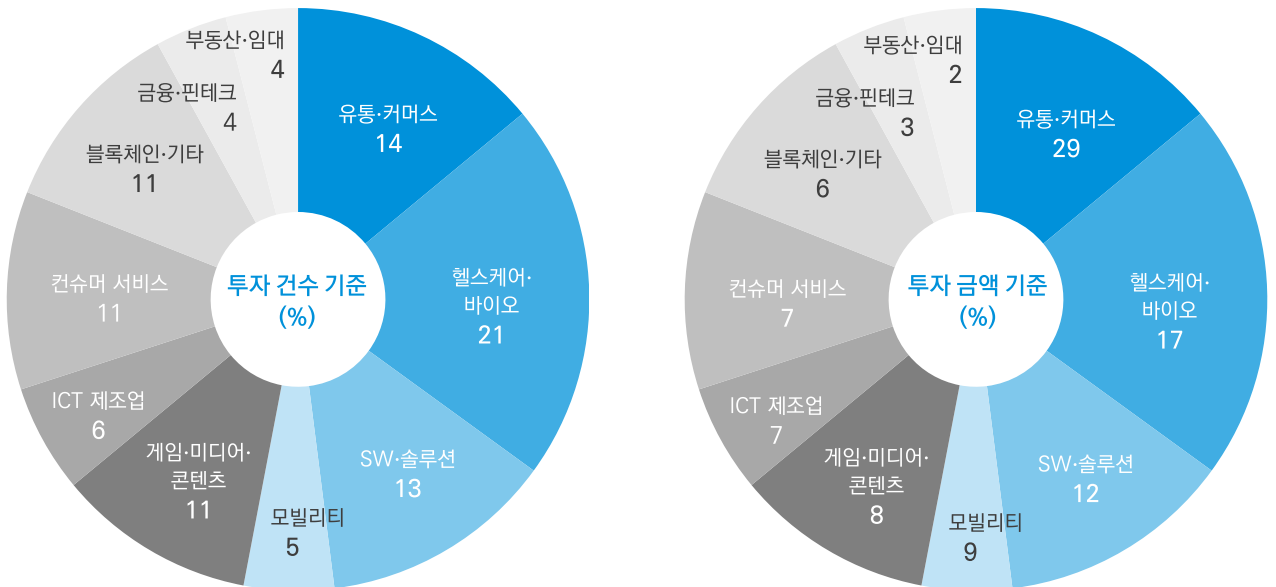 투자 건수 기준
(%)
유통·커머스
14
헬스케어·
바이오
21
SW·솔루션
13
모빌리티
5
게임·미디어·
콘텐츠
11
ICT 제조업
6
컨슈머 서비스
11
블록체인·기타
11
금융·핀테크
4
부동산·임대
4
투자 금액 기준
(%)
유통·커머스
29
헬스케어·
바이오
17
SW·솔루션
12
모빌리티
9
게임·미디어·
콘텐츠
8
ICT 제조업
7
컨슈머 서비스
7
블록체인·기타
6
금융·핀테크
3
부동산·임대
2